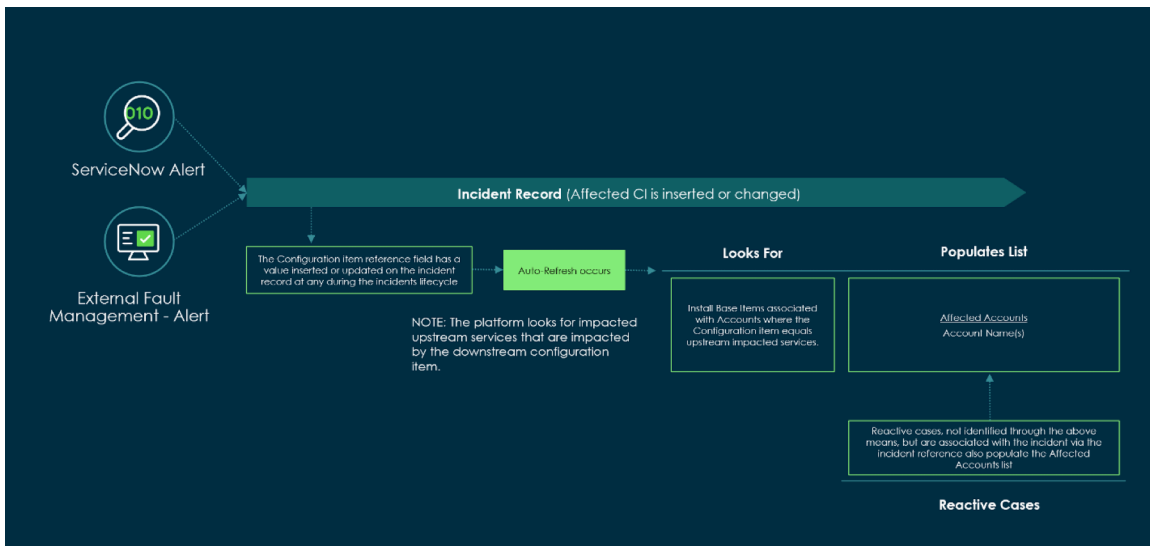 010
ServiceNow Alert
External Fault
Management - Alert
Incident Record (Affected CI is inserted or changed)
The Configuration item reference field has a
value inserted or updated on the incident
record at any during the incidents lifecycle
Auto-Refresh occurs
NOTE: The platform looks for impacted
upstream services that are impacted
by the downstream configuration
item.
Looks For
Install Base Items associated
with Accounts where the
Configuration item equals
upstream impacted services.
Populates List
Affected Accounts
Account Name(s)
Reactive cases, not identified through the above
means, but are associated with the incident via the
incident reference also populate the Affected
Accounts list
Reactive Cases